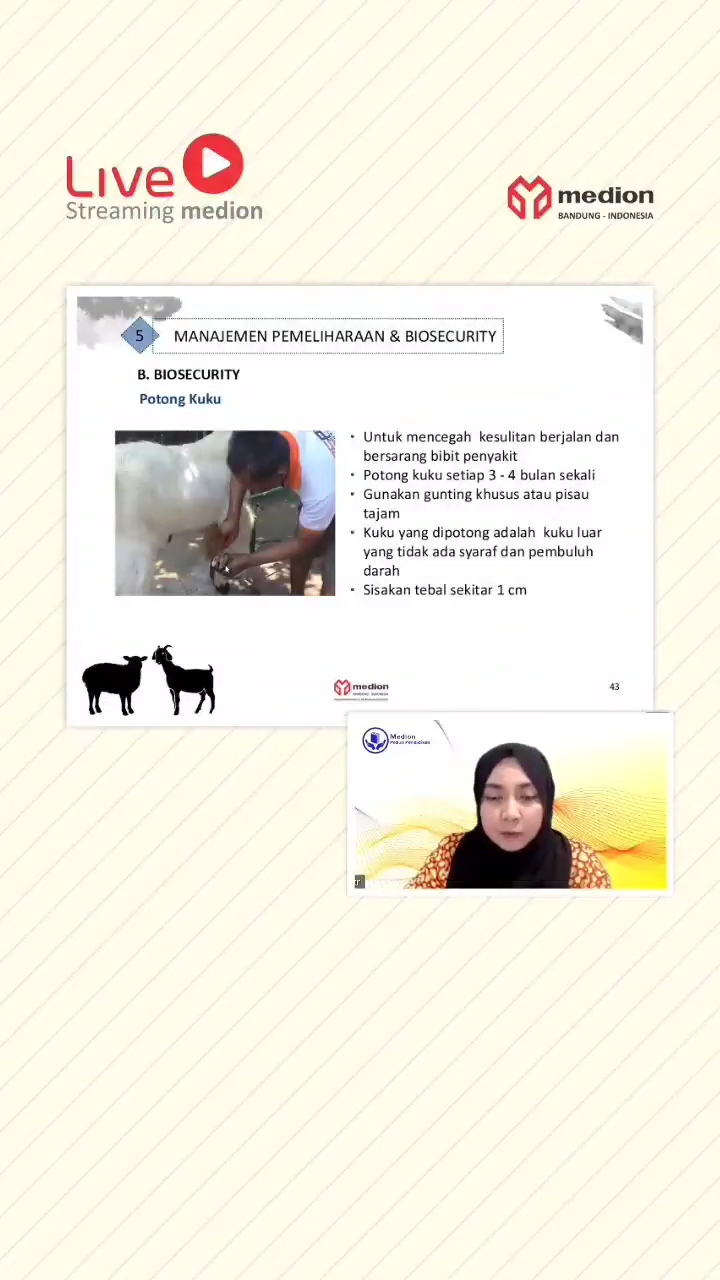 Live
Streaming medion
medion
BANDUNG - INDONESIA
5
MANAJEMEN PEMELIHARAAN & BIOSECURITY
B. BIOSECURITY
Potong Kuku
• Untuk mencegah kesulitan berjalan dan
bersarang bibit penyakit
• Potong kuku setiap 3 - 4 bulan sekali
• Gunakan gunting khusus atau pisau
tajam
• Kuku yang dipotong adalah kuku luar
yang tidak ada syaraf dan pembuluh
darah
• Sisakan tebal sekitar 1 cm
medion
43
Medion
Peduli Pendidikan